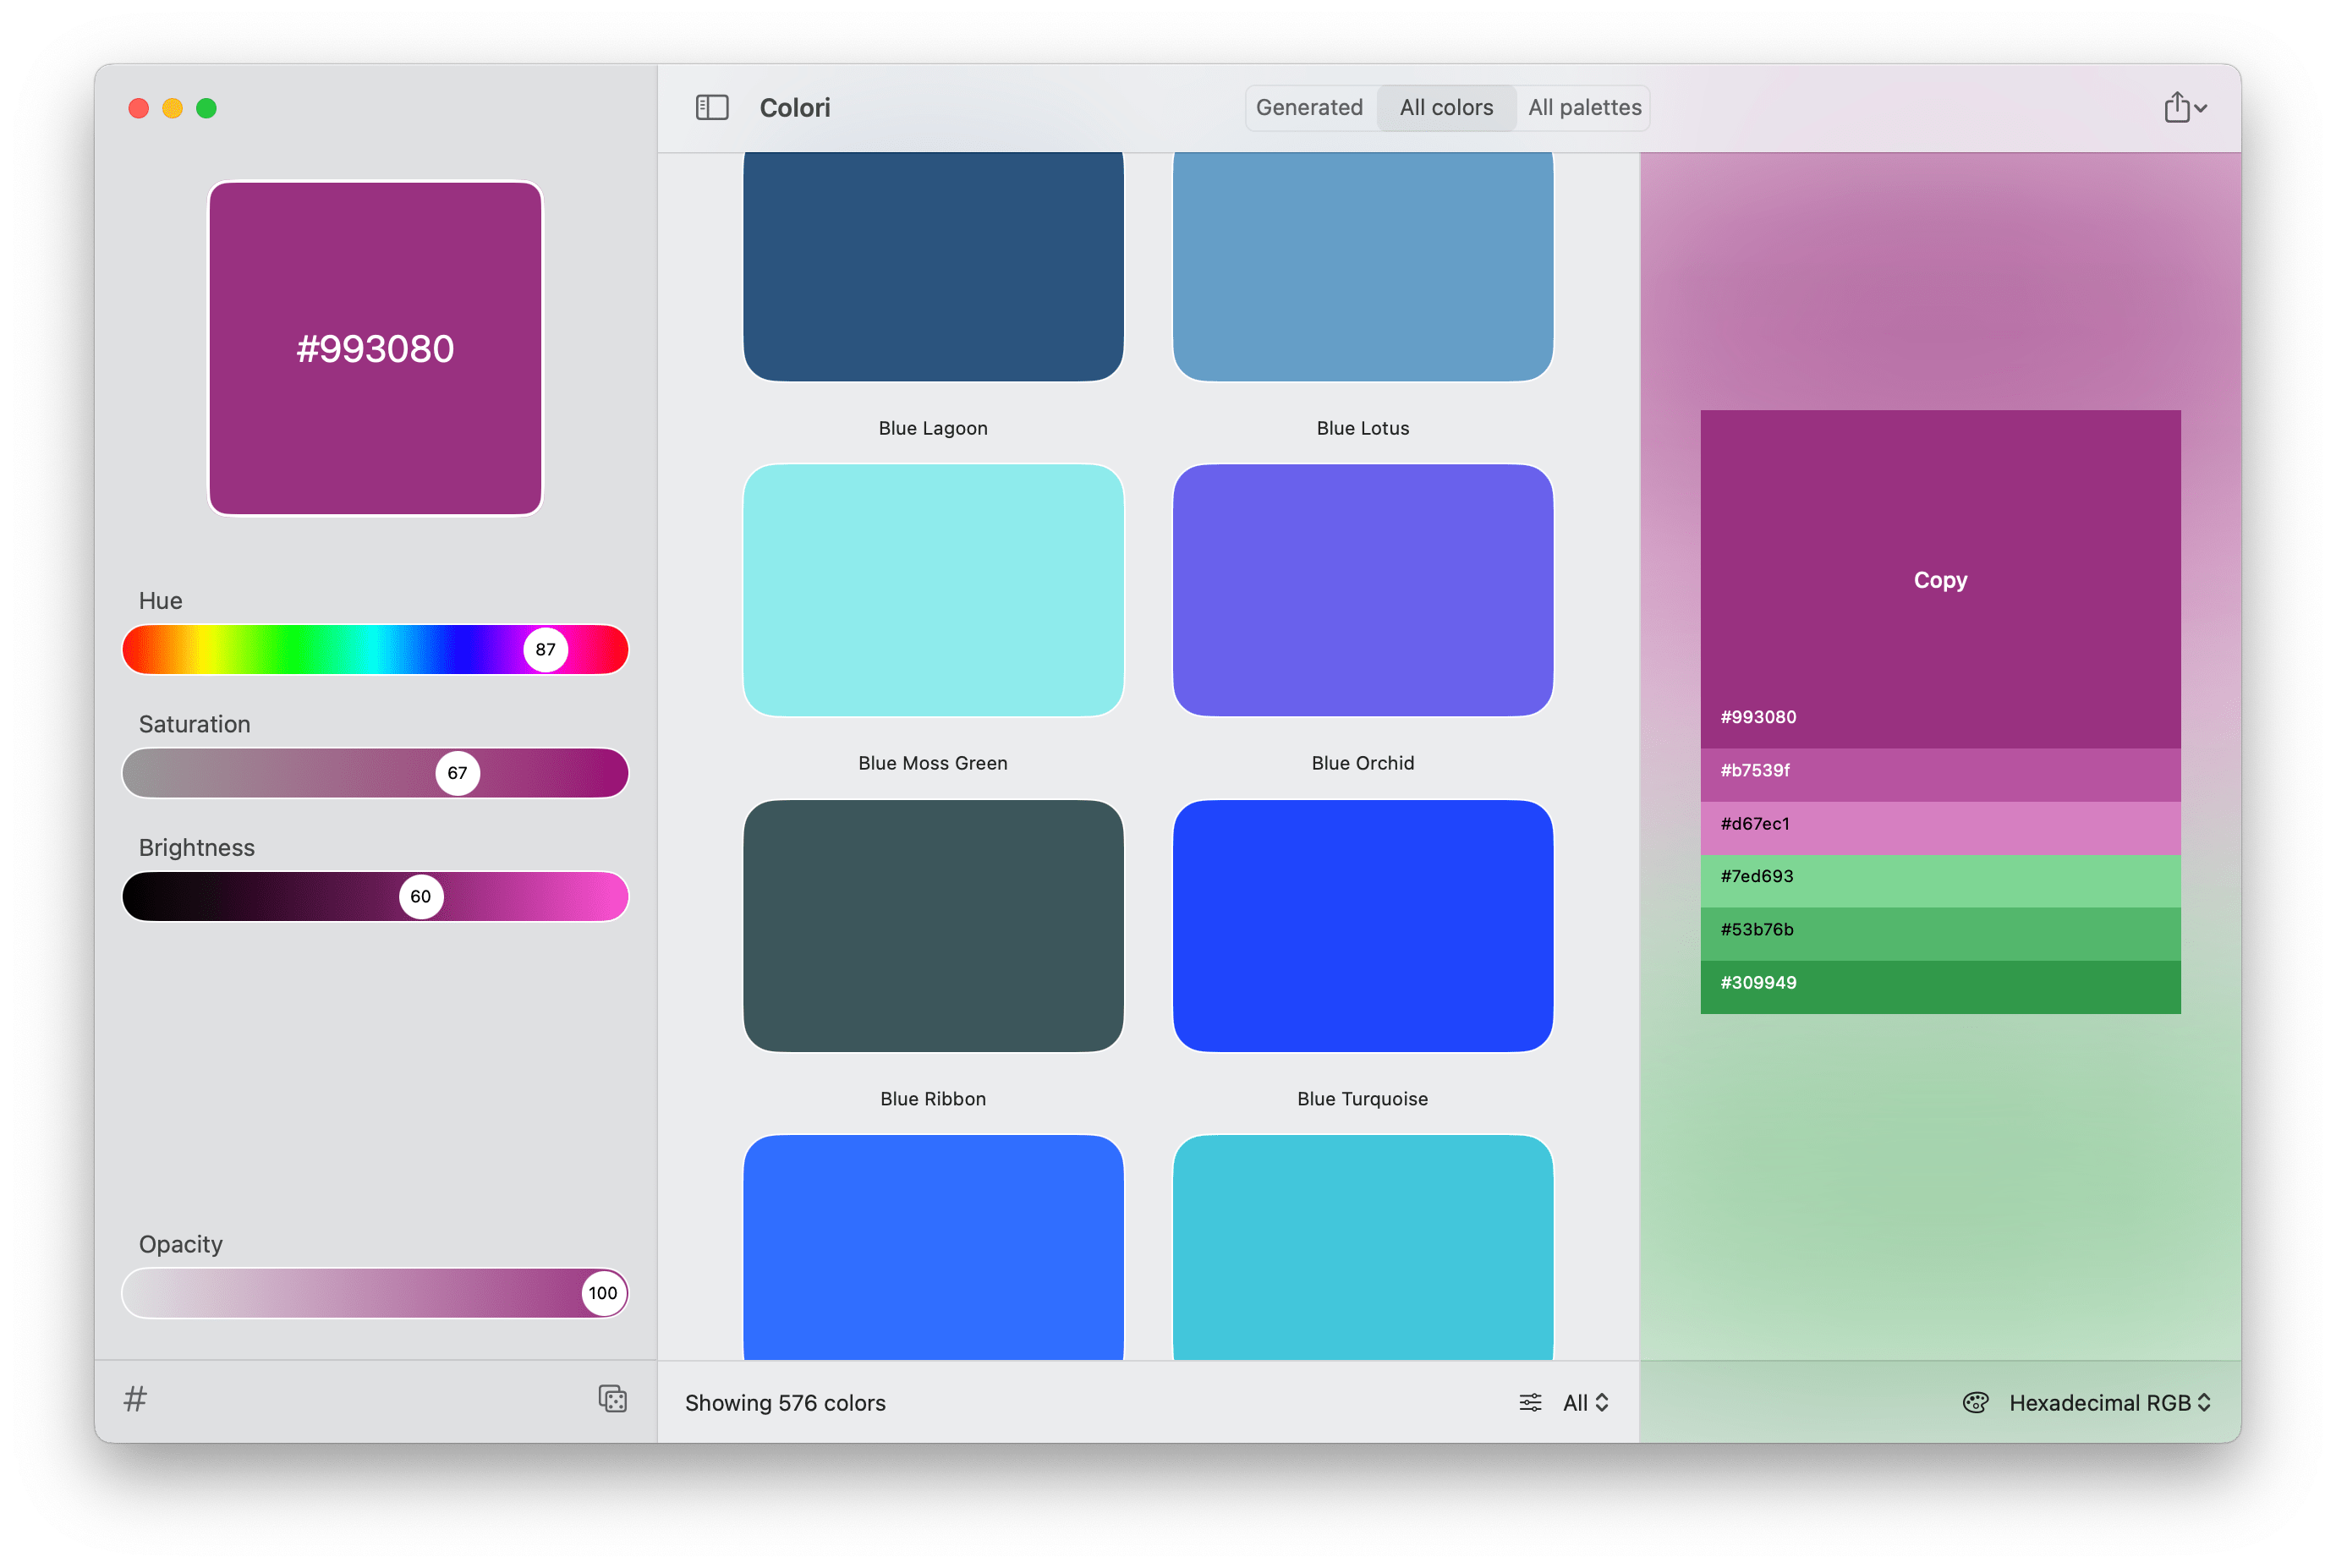 Colori
Generated
All colors
All palettes
#993080
Hue
87
Saturation
67
Brightness
60
Opacity
100
#
Blue Lagoon
Blue Lotus
Blue Moss Green
Blue Orchid
Blue Ribbon
Blue Turquoise
Showing 576 colors
All
Copy
#993080
#b7539f
#d67ec1
#7ed693
#53b76b
#309949
Hexadecimal RGB